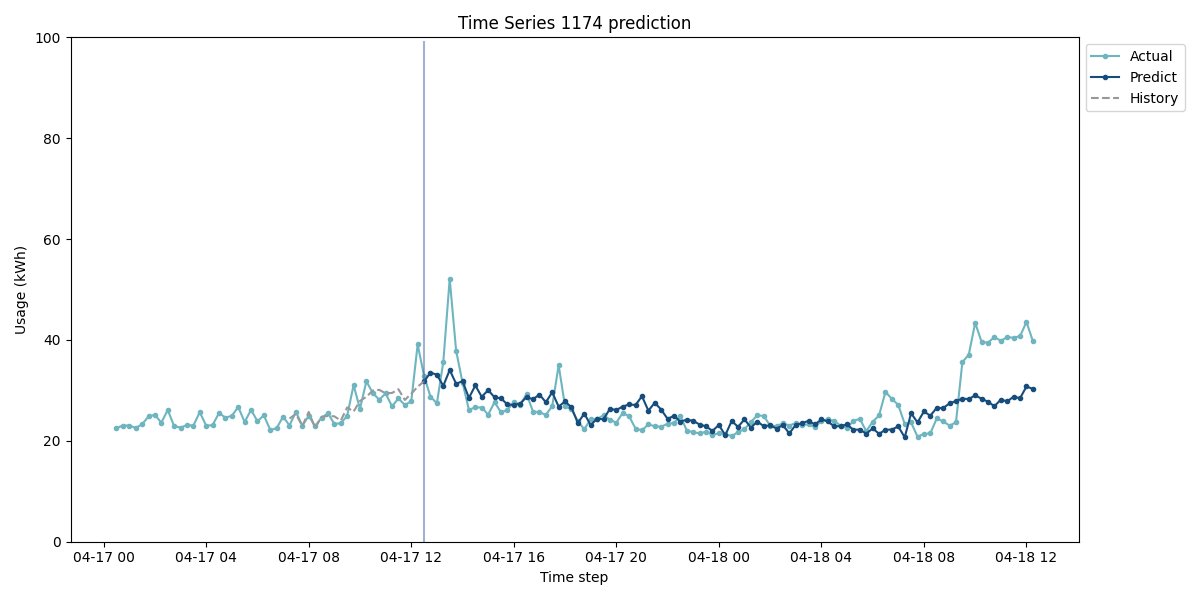 Time Series 1174 prediction
100
80
60
40
20
0
Usage (kWh)
04-17 00
04-17 04
04-17 08
04-17 12
04-17 16
04-17 20
04-18 00
04-18 04
04-18 08
04-18 12
Time step
Actual
Predict
History